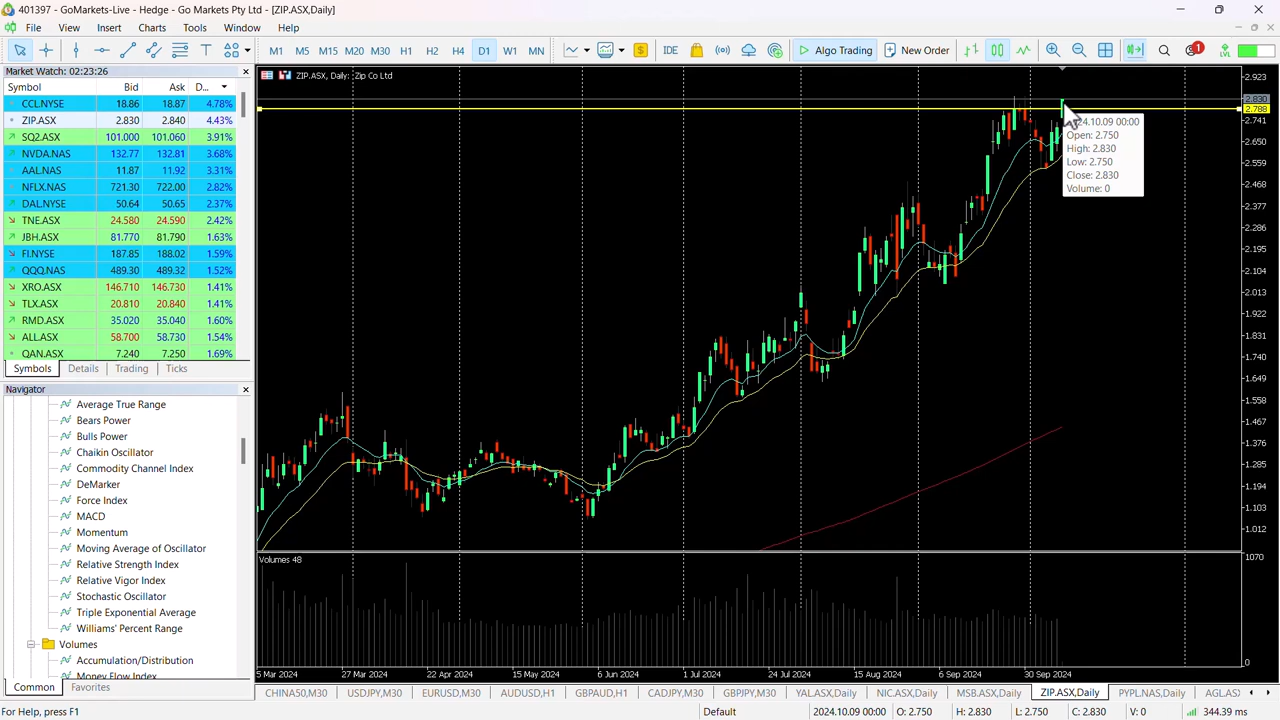 401397 - GoMarkets-Live - Hedge - Go Markets Pty Ltd - [ZIP.ASX,Daily]
File View Insert Charts Tools Window Help
M1 M5 M15 M20 M30 H1 H2 H4 D1 W1 MN IDE Algo Trading New Order 1 LVL
Market Watch: 02:23:26
Symbol Bid Ask D...
CCL.NYSE 18.86 18.87 4.78%
ZIP.ASX 2.830 2.840 4.43%
SQ2.ASX 101.000 101.060 3.91%
NVDA.NAS 132.77 132.81 3.68%
AAL.NAS 11.87 11.92 3.31%
NFLX.NAS 721.30 722.00 2.82%
DAL.NYSE 50.64 50.65 2.37%
TNE.ASX 24.580 24.590 2.42%
JBH.ASX 81.770 81.790 1.63%
FI.NYSE 187.85 188.02 1.59%
QQQ.NAS 489.30 489.32 1.52%
XRO.ASX 146.710 146.730 1.41%
TLX.ASX 20.810 20.840 1.41%
RMD.ASX 35.020 35.040 1.60%
ALL.ASX 58.700 58.730 1.54%
QAN.ASX 7.240 7.250 1.69%
Symbols Details Trading Ticks
Navigator
Average True Range
Bears Power
Bulls Power
Chaikin Oscillator
Commodity Channel Index
DeMarker
Force Index
MACD
Momentum
Moving Average of Oscillator
Relative Strength Index
Relative Vigor Index
Stochastic Oscillator
Triple Exponential Average
Williams' Percent Range
Volumes
Accumulation/Distribution
Money Flow Index
Common Favorites
ZIP.ASX, Daily: Zip Co Ltd
2024.10.09 00:00
Open: 2.750
High: 2.830
Low: 2.750
Close: 2.830
Volume: 0
2.923
2.830
2.788
2.741
2.650
2.559
2.468
2.377
2.286
2.195
2.104
2.013
1.922
1.831
1.740
1.649
1.558
1.467
1.376
1.285
1.194
1.103
1.012
Volumes 48
1070
0
5 Mar 2024 27 Mar 2024 22 Apr 2024 15 May 2024 6 Jun 2024 1 Jul 2024 24 Jul 2024 15 Aug 2024 6 Sep 2024 30 Sep 2024
CHINA50,M30 USDJPY,M30 EURUSD,M30 AUDUSD,H1 GBPAUD,H1 CADJPY,M30 GBPJPY,M30 YAL.ASX,Daily NIC.ASX,Daily MSB.ASX,Daily ZIP.ASX,Daily PYPL.NAS,Daily AGL.AS
For Help, press F1 Default 2024.10.09 00:00 O: 2.750 H: 2.830 L: 2.750 C: 2.830 V: 0 344.39 ms